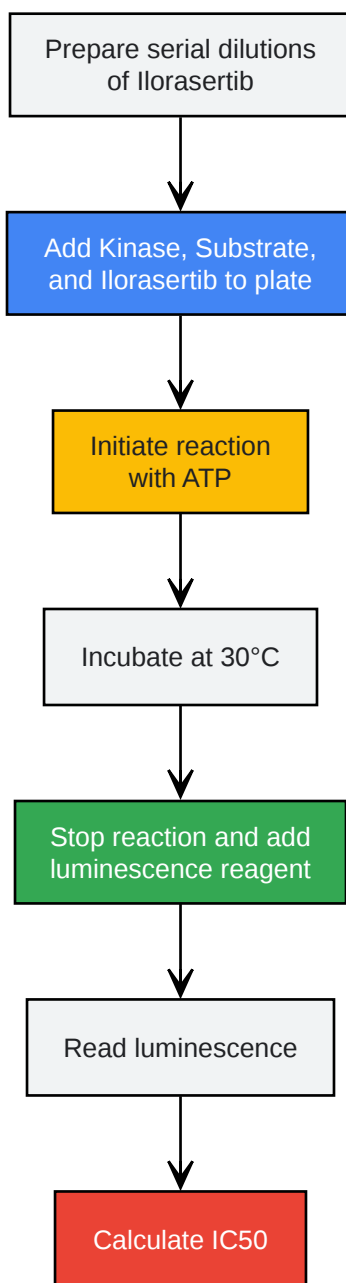 Prepare serial dilutions
of Ilorasertib
Add Kinase, Substrate,
and Ilorasertib to plate
Initiate reaction
with ATP
Incubate at 30°C
Stop reaction and add
luminescence reagent
Read luminescence
Calculate IC50